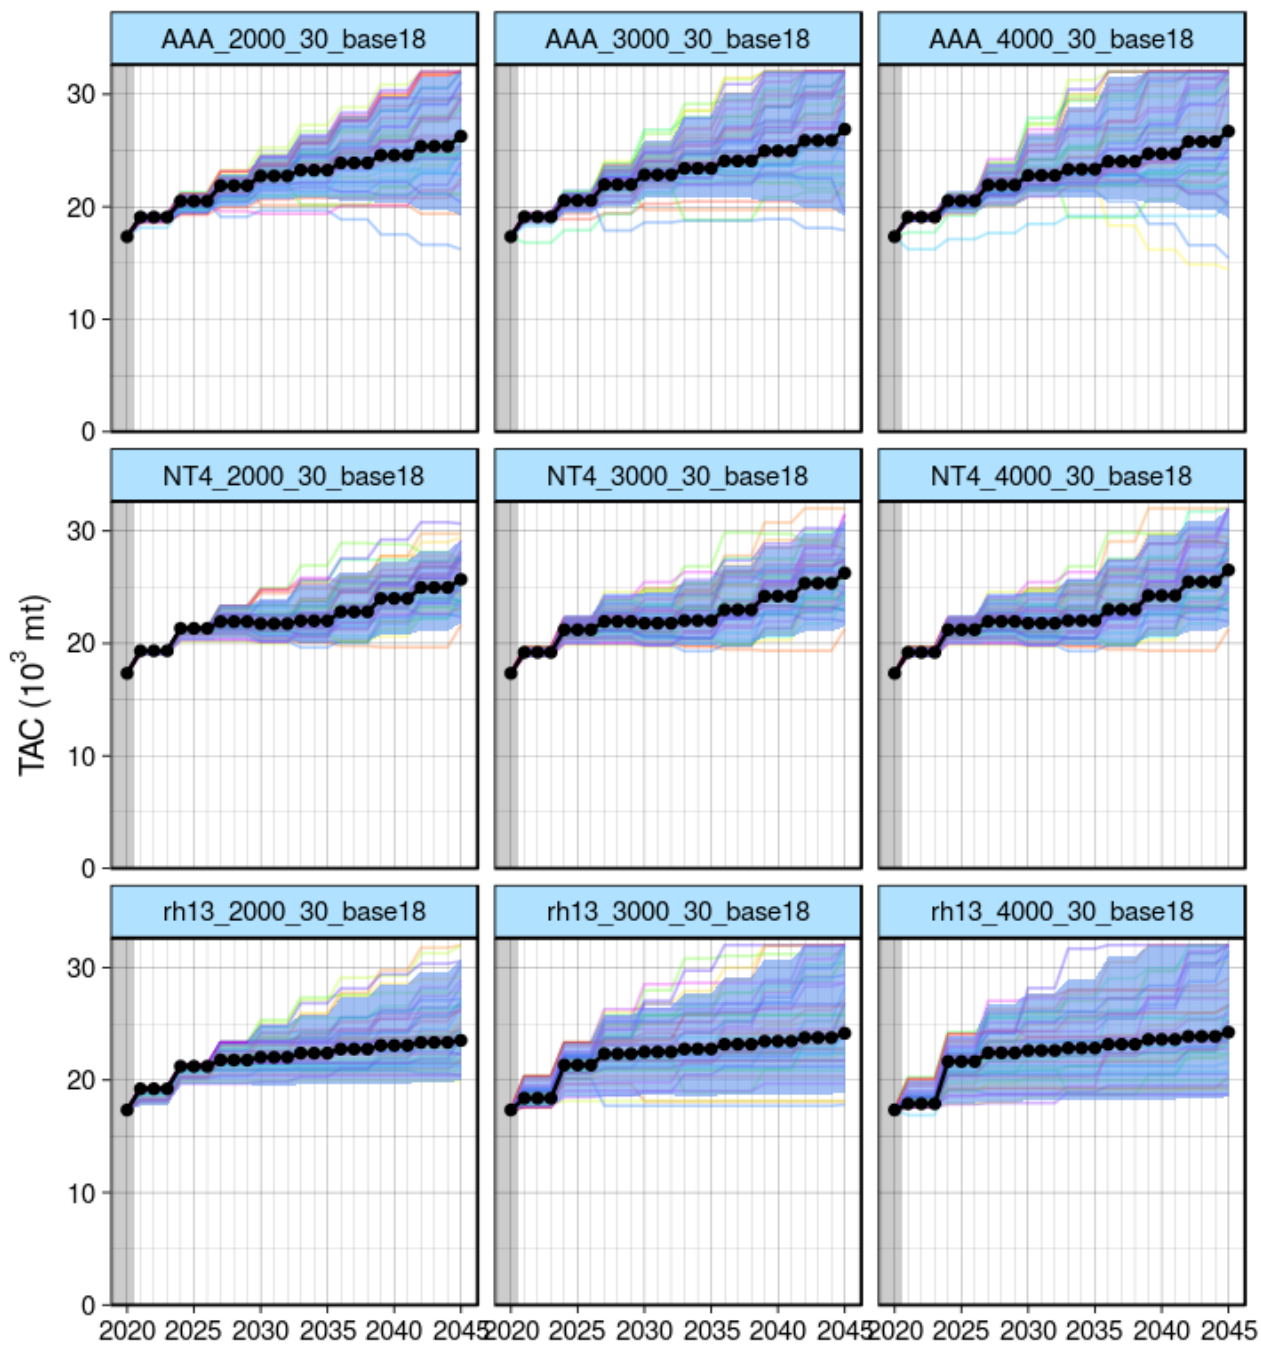 AAA_2000_30_base18 AAA_3000_30_base18 AAA_4000_30_base18
30
20
10
0
NT4_2000_30_base18 NT4_3000_30_base18 NT4_4000_30_base18
30
20
10
0
TAC (10³ mt)
rh13_2000_30_base18 rh13_3000_30_base18 rh13_4000_30_base18
30
20
10
0
2020 2025 2030 2035 2040 2045 2020 2025 2030 2035 2040 2045 2020 2025 2030 2035 2040 2045